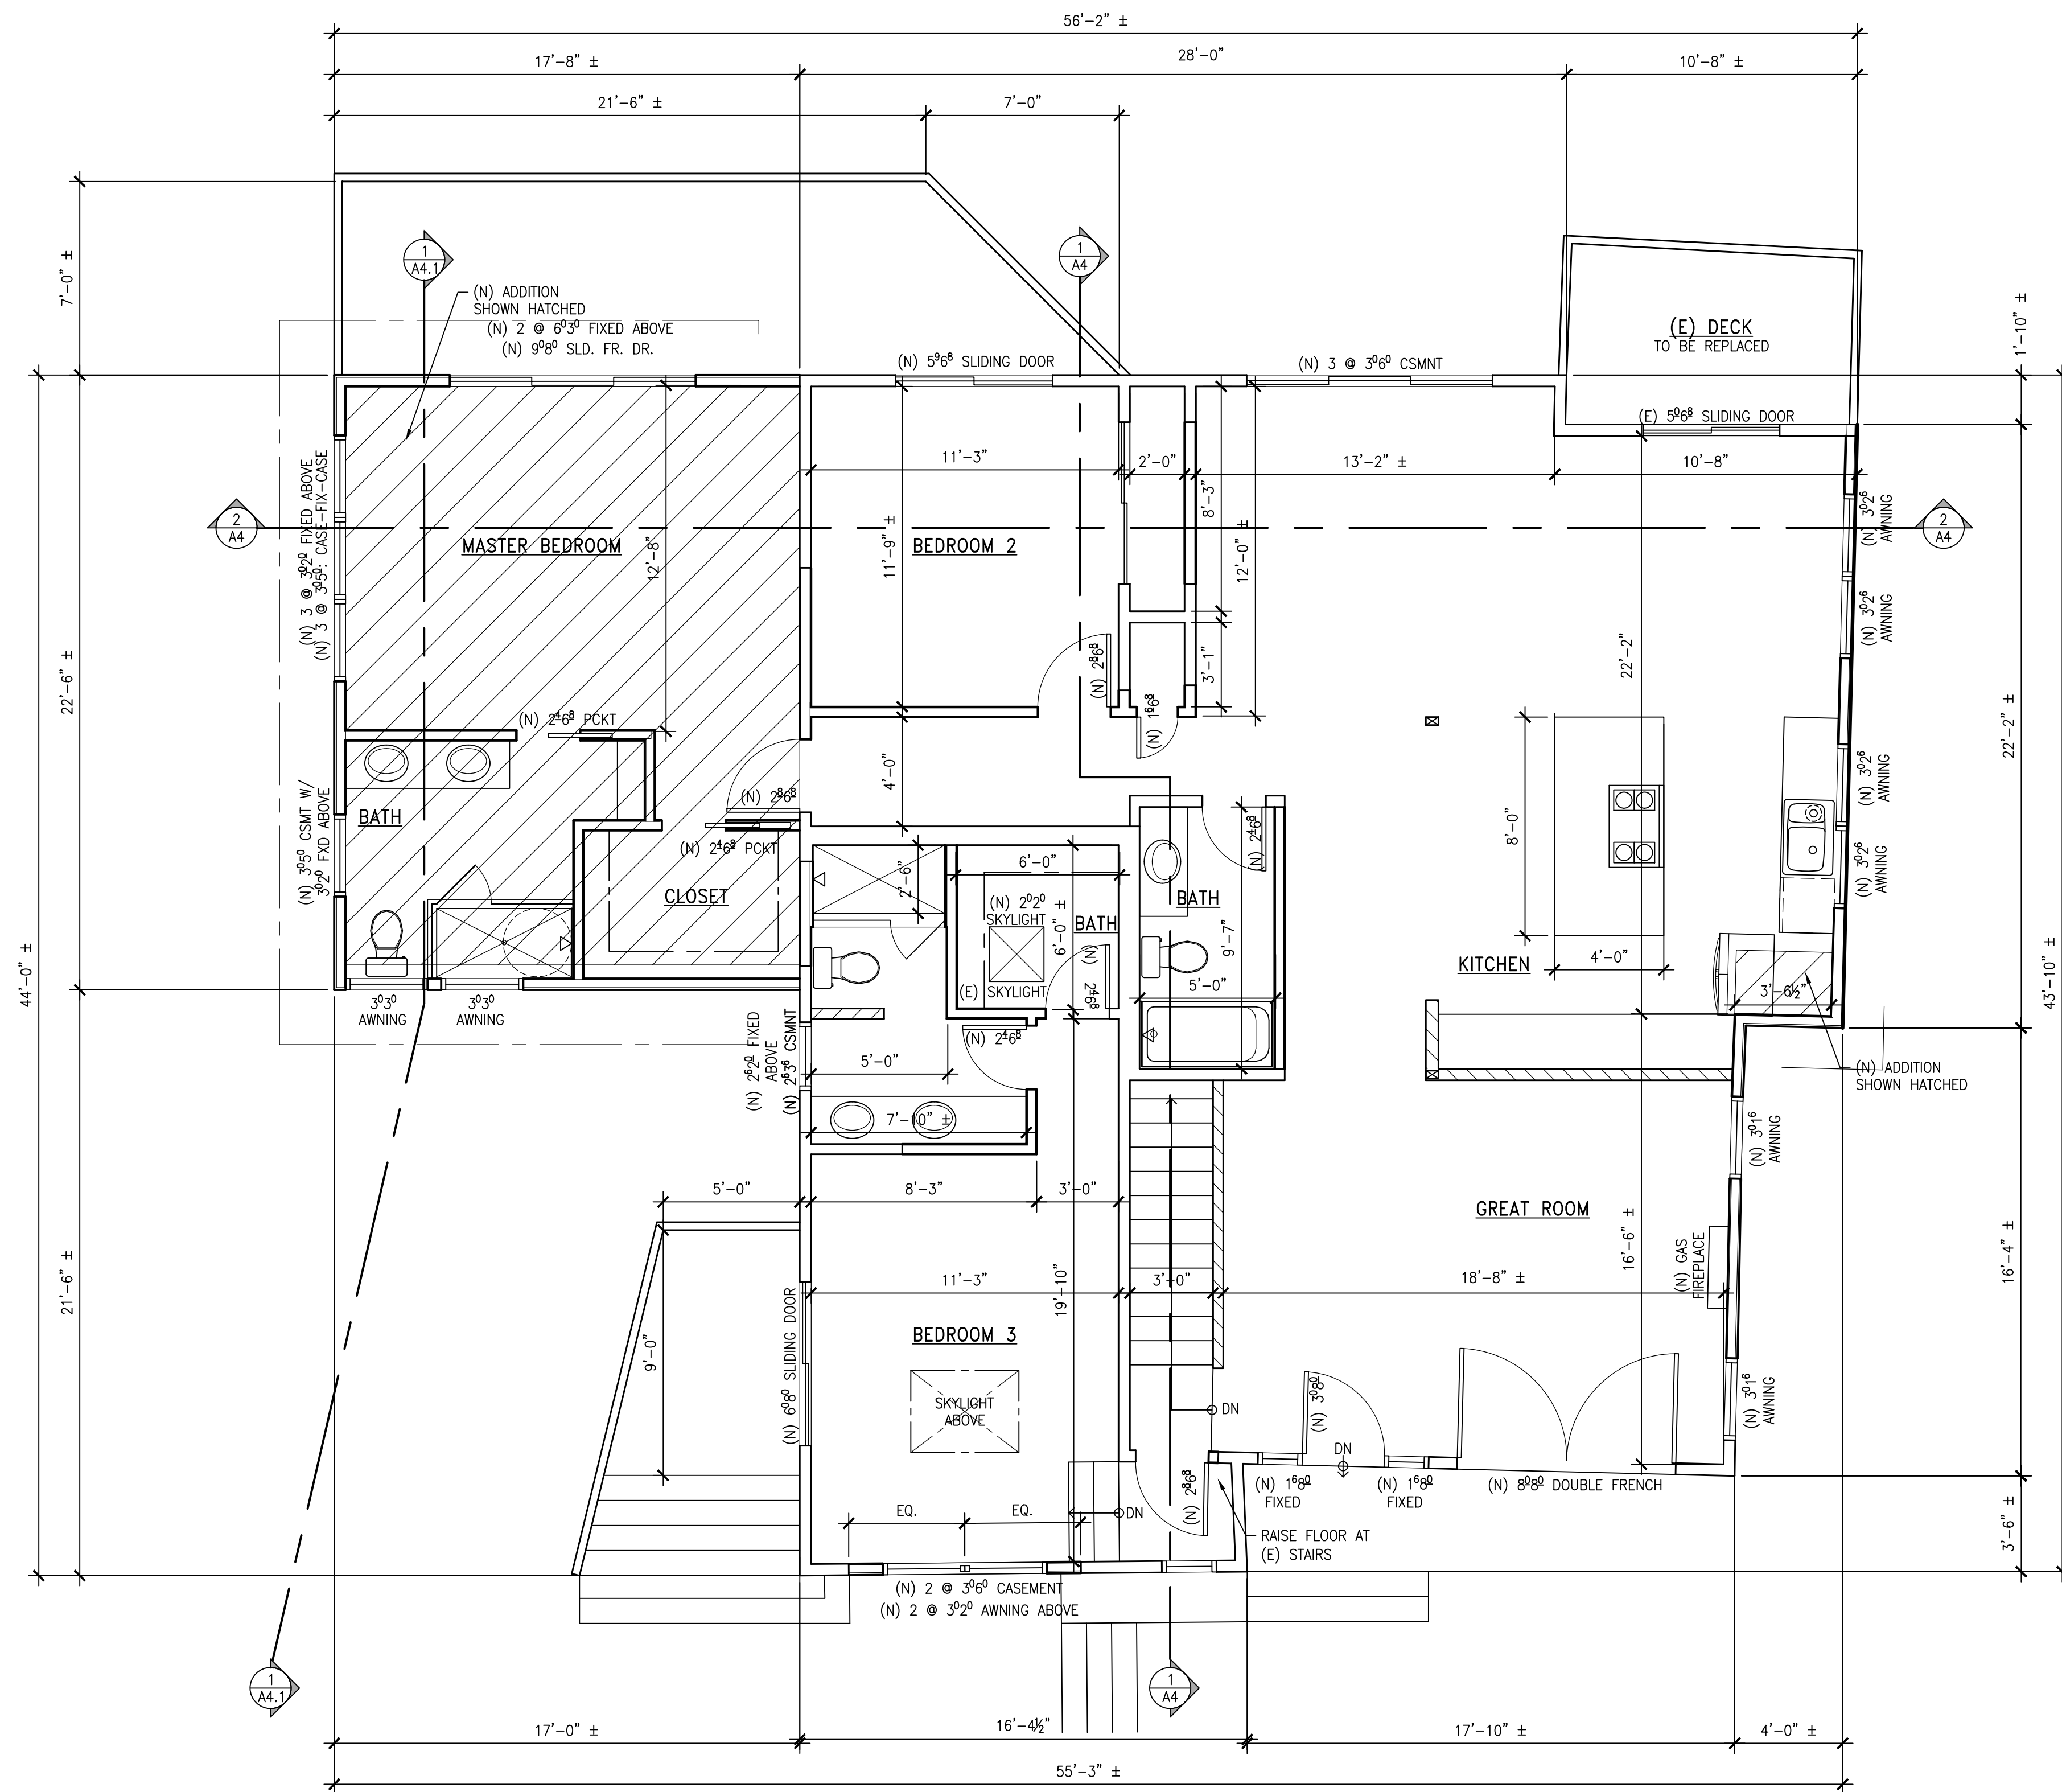 56'-2" ±
17'-8" ±
28'-0"
10'-8" ±
21'-6" ±
7'-0"
7'-0" ±
1
A4.1
1
A4
(N) ADDITION
SHOWN HATCHED
(N) 2 @ 6⁰3⁰ FIXED ABOVE
(N) 9⁰8⁰ SLD. FR. DR.
(N) 5⁹6⁸ SLIDING DOOR
(N) 3 @ 3⁰6⁰ CSMNT
(E) DECK
TO BE REPLACED
1'-10" ±
(E) 5⁰6⁸ SLIDING DOOR
11'-3"
2'-0"
13'-2" ±
10'-8"
(N) 3 @ 3⁰2⁰ FIXED ABOVE
(N) 3 @ 3⁰5⁰: CASE-FIX-CASE
2
A4
MASTER BEDROOM
12'-8"
11'-9" ±
BEDROOM 2
8'-3"
12'-0" ±
(N) 3⁰2⁶
AWNING
2
A4
(N) 3⁰2⁶
AWNING
22'-6" ±
(N) 2⁸6⁸
3'-1"
22'-2"
(N) 2⁴6⁸ PCKT
(N) 1⁶6⁸
22'-2" ±
4'-0"
(N) 3⁰2⁶
AWNING
(N) 3⁰5⁰ CSMT W/
3⁰2⁰ FXD ABOVE
BATH
(N) 2⁸6⁸
(N) 2⁴6⁸ PCKT
(N) 2⁴6⁸
8'-0"
(N) 3⁰2⁶
AWNING
CLOSET
2'-6"
6'-0"
(N) 2⁰2⁰
SKYLIGHT
6'-0" ±
BATH
(N) 2⁴6⁸
(E) SKYLIGHT
BATH
9'-7"
5'-0"
KITCHEN
4'-0"
3'-6½"
44'-0" ±
43'-10" ±
3⁰3⁰
AWNING
3⁰3⁰
AWNING
(N) 2⁶2⁰ FIXED
ABOVE
(N) 2⁶3⁶ CSMNT
(N) 2⁴6⁸
5'-0"
7'-10" ±
(N) ADDITION
SHOWN HATCHED
(N) 3⁰1⁶
AWNING
5'-0"
8'-3"
3'-0"
GREAT ROOM
16'-6" ±
(N) GAS
FIREPLACE
16'-4" ±
21'-6" ±
11'-3"
19'-10"
3'-0"
18'-8" ±
(N) 6⁰8⁰ SLIDING DOOR
9'-0"
BEDROOM 3
SKYLIGHT
ABOVE
DN
(N) 3⁰8⁰
(N) 3⁰1⁶
AWNING
DN
(N) 1⁶8⁰
FIXED
(N) 1⁶8⁰
FIXED
(N) 8⁰8⁰ DOUBLE FRENCH
EQ.
EQ.
DN
(N) 2⁸6⁸
RAISE FLOOR AT
(E) STAIRS
3'-6" ±
(N) 2 @ 3⁰6⁰ CASEMENT
(N) 2 @ 3⁰2⁰ AWNING ABOVE
1
A4.1
1
A4
17'-0" ±
16'-4½"
17'-10" ±
4'-0" ±
55'-3" ±